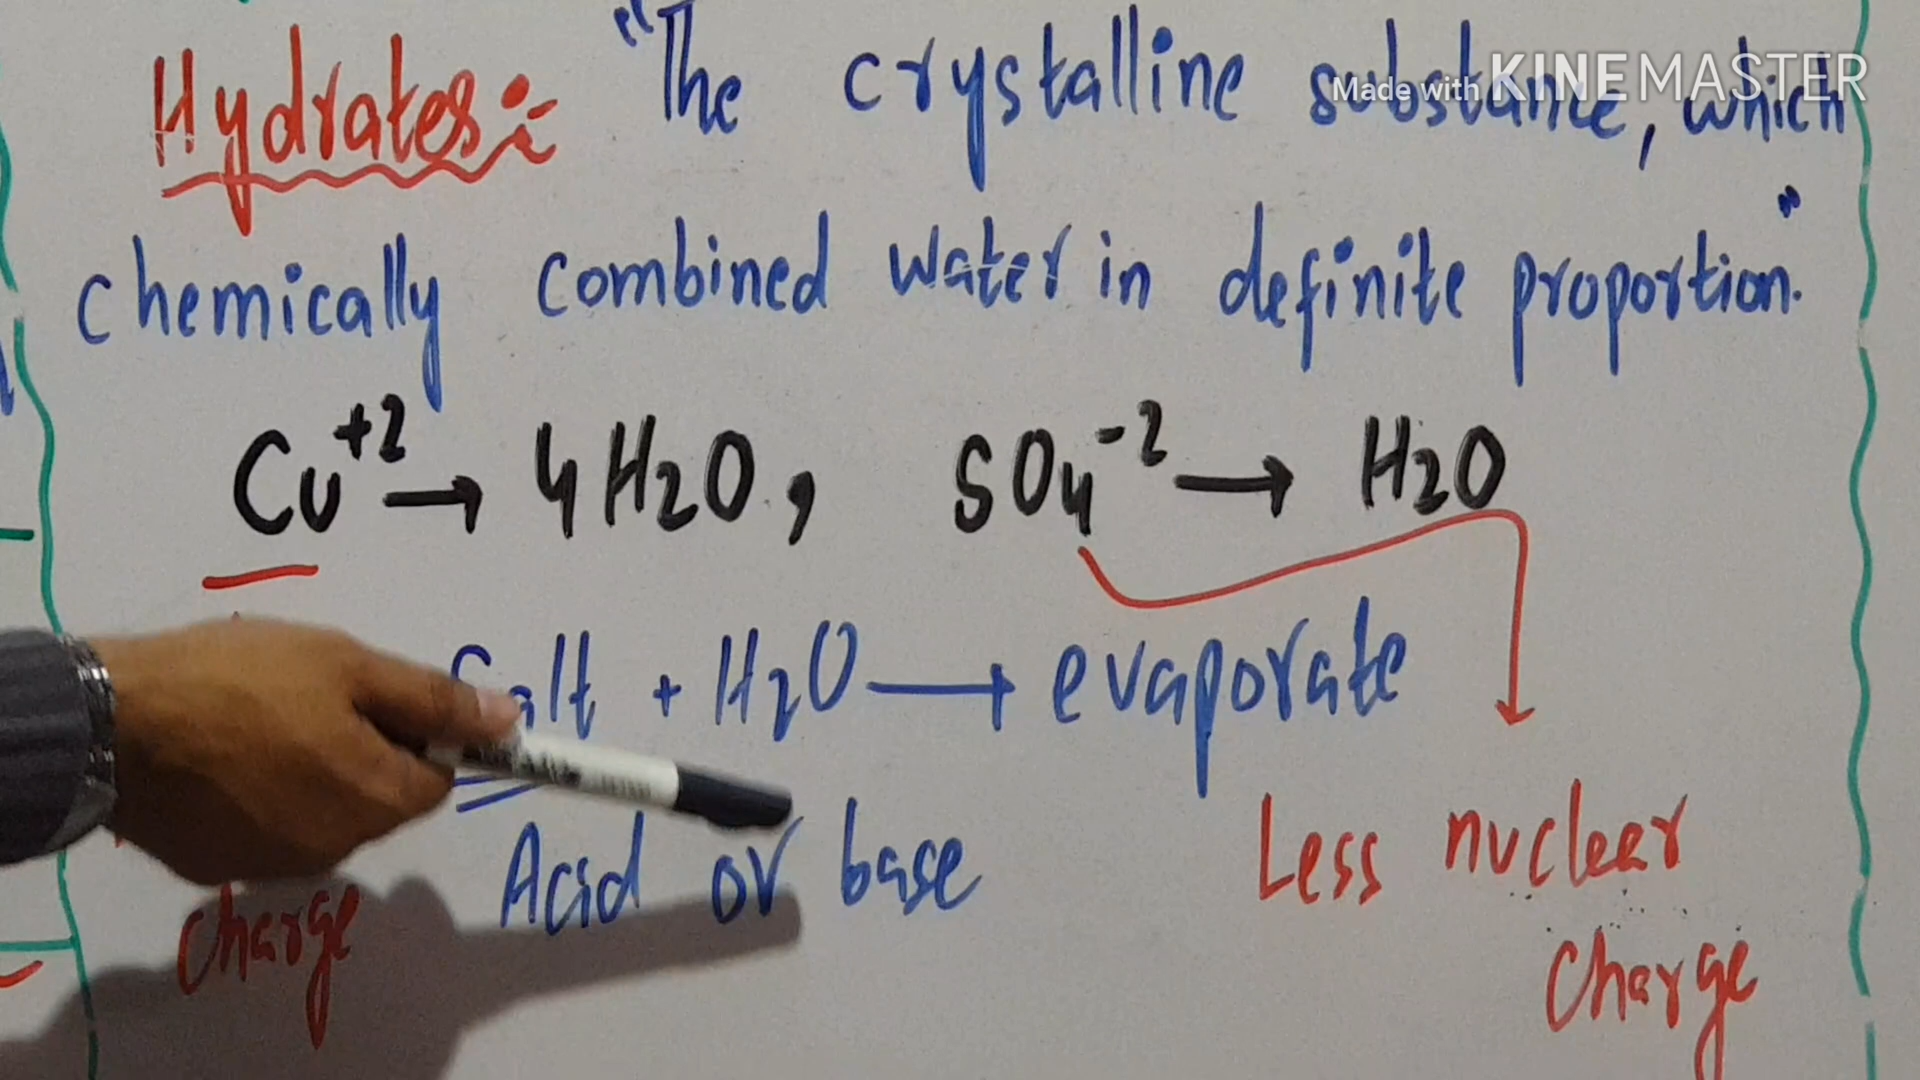 Hydrates:- "The crystalline substance, which
chemically combined water in definite proportion."
Cu+2 → 4H2O, SO4-2 → H2O
Salt + H2O → evaporate
Acid or base
Less nuclear
charge
charge
Made with KINEMASTER